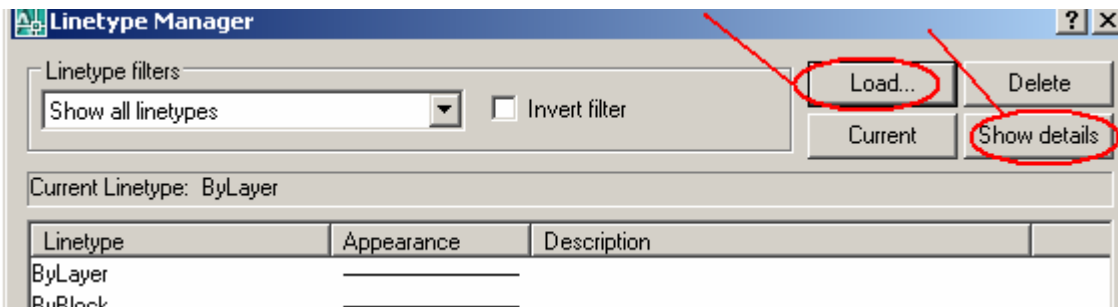 Linetype Manager ? X
Linetype filters
Show all linetypes
Invert filter
Load... Delete
Current Show details
Current Linetype: ByLayer
Linetype Appearance Description
ByLayer
ByBlock